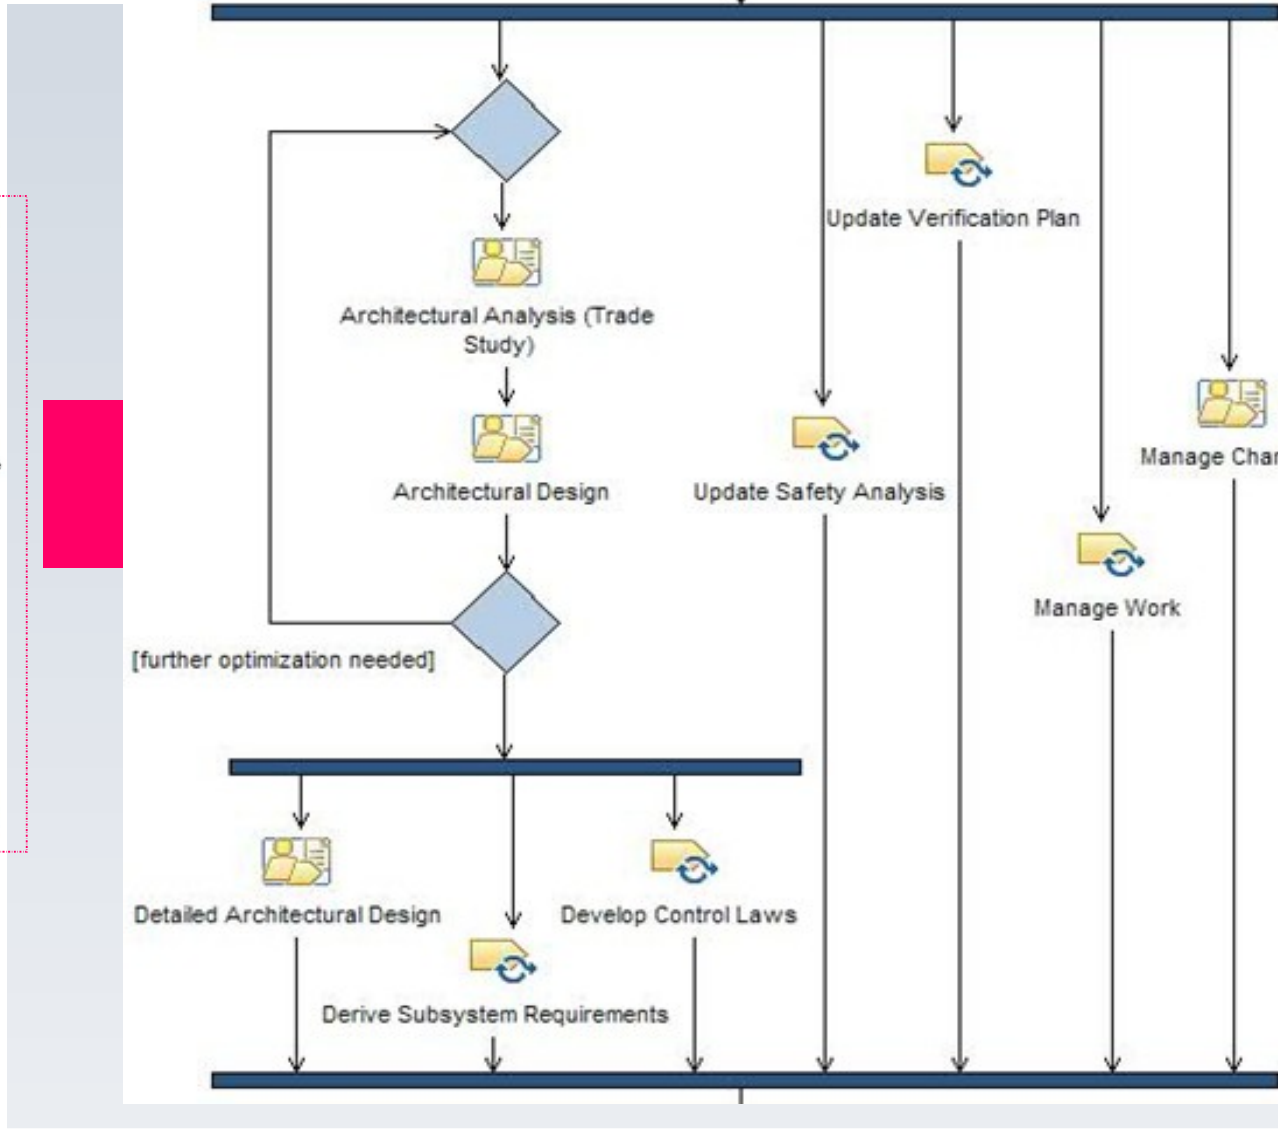 Update Verification Plan
Architectural Analysis (Trade
Study)
Manage Char
Architectural Design
Update Safety Analysis
Manage Work
[further optimization needed]
Detailed Architectural Design
Develop Control Laws
Derive Subsystem Requirements